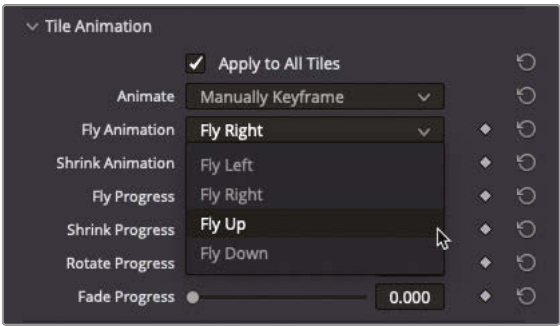 Tile Animation
Apply to All Tiles
Animate Manually Keyframe
Fly Animation Fly Right
Shrink Animation Fly Left
Fly Progress Fly Right
Shrink Progress Fly Up
Rotate Progress Fly Down
Fade Progress 0.000